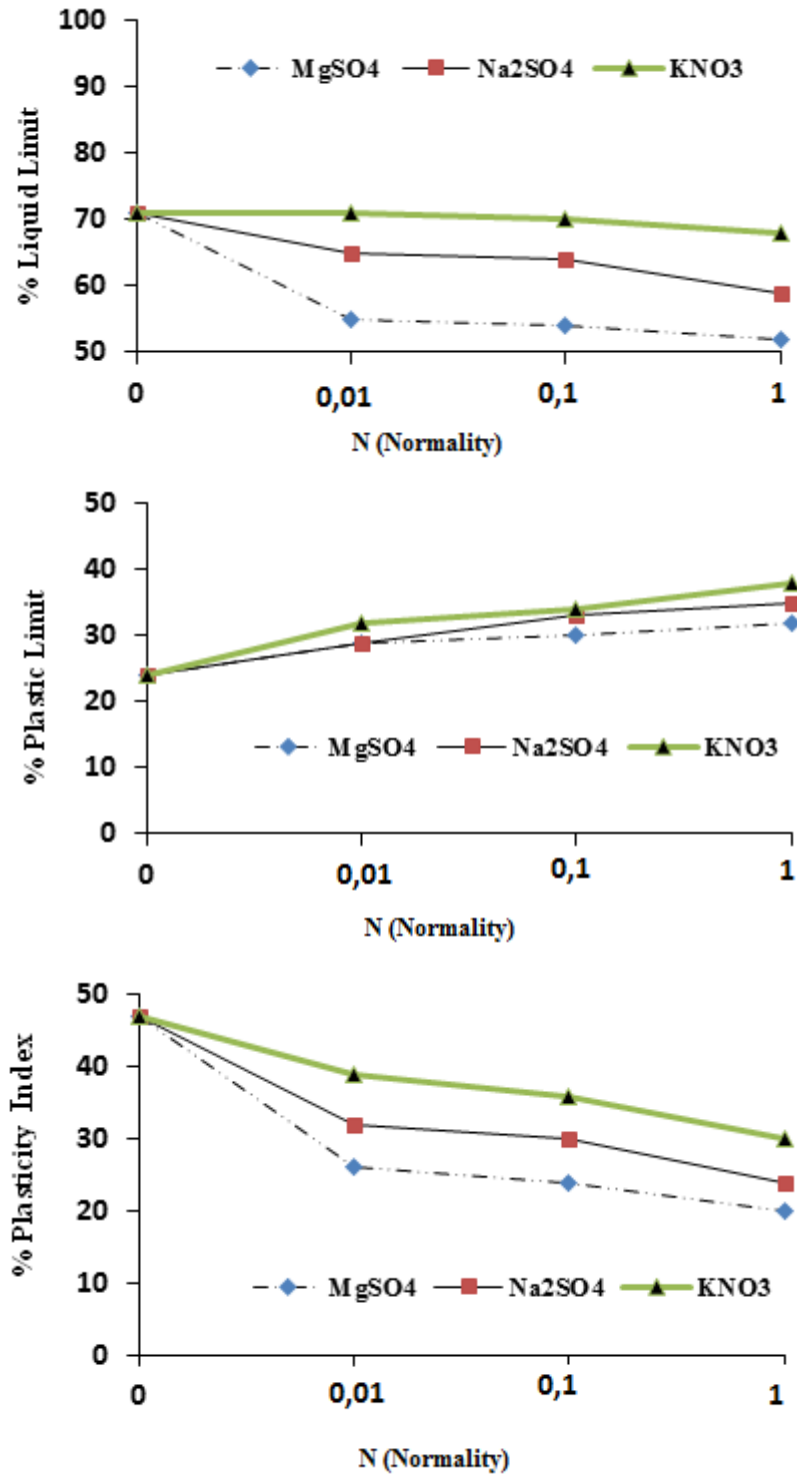 100
90
80
70
60
50
% Liquid Limit
MgSO4 Na2SO4 KNO3
0 0,01 0,1 1
N (Normality)
50
40
30
20
10
0
% Plastic Limit
MgSO4 Na2SO4 KNO3
0 0,01 0,1 1
N (Normality)
50
40
30
20
10
0
% Plasticity Index
MgSO4 Na2SO4 KNO3
0 0,01 0,1 1
N (Normality)